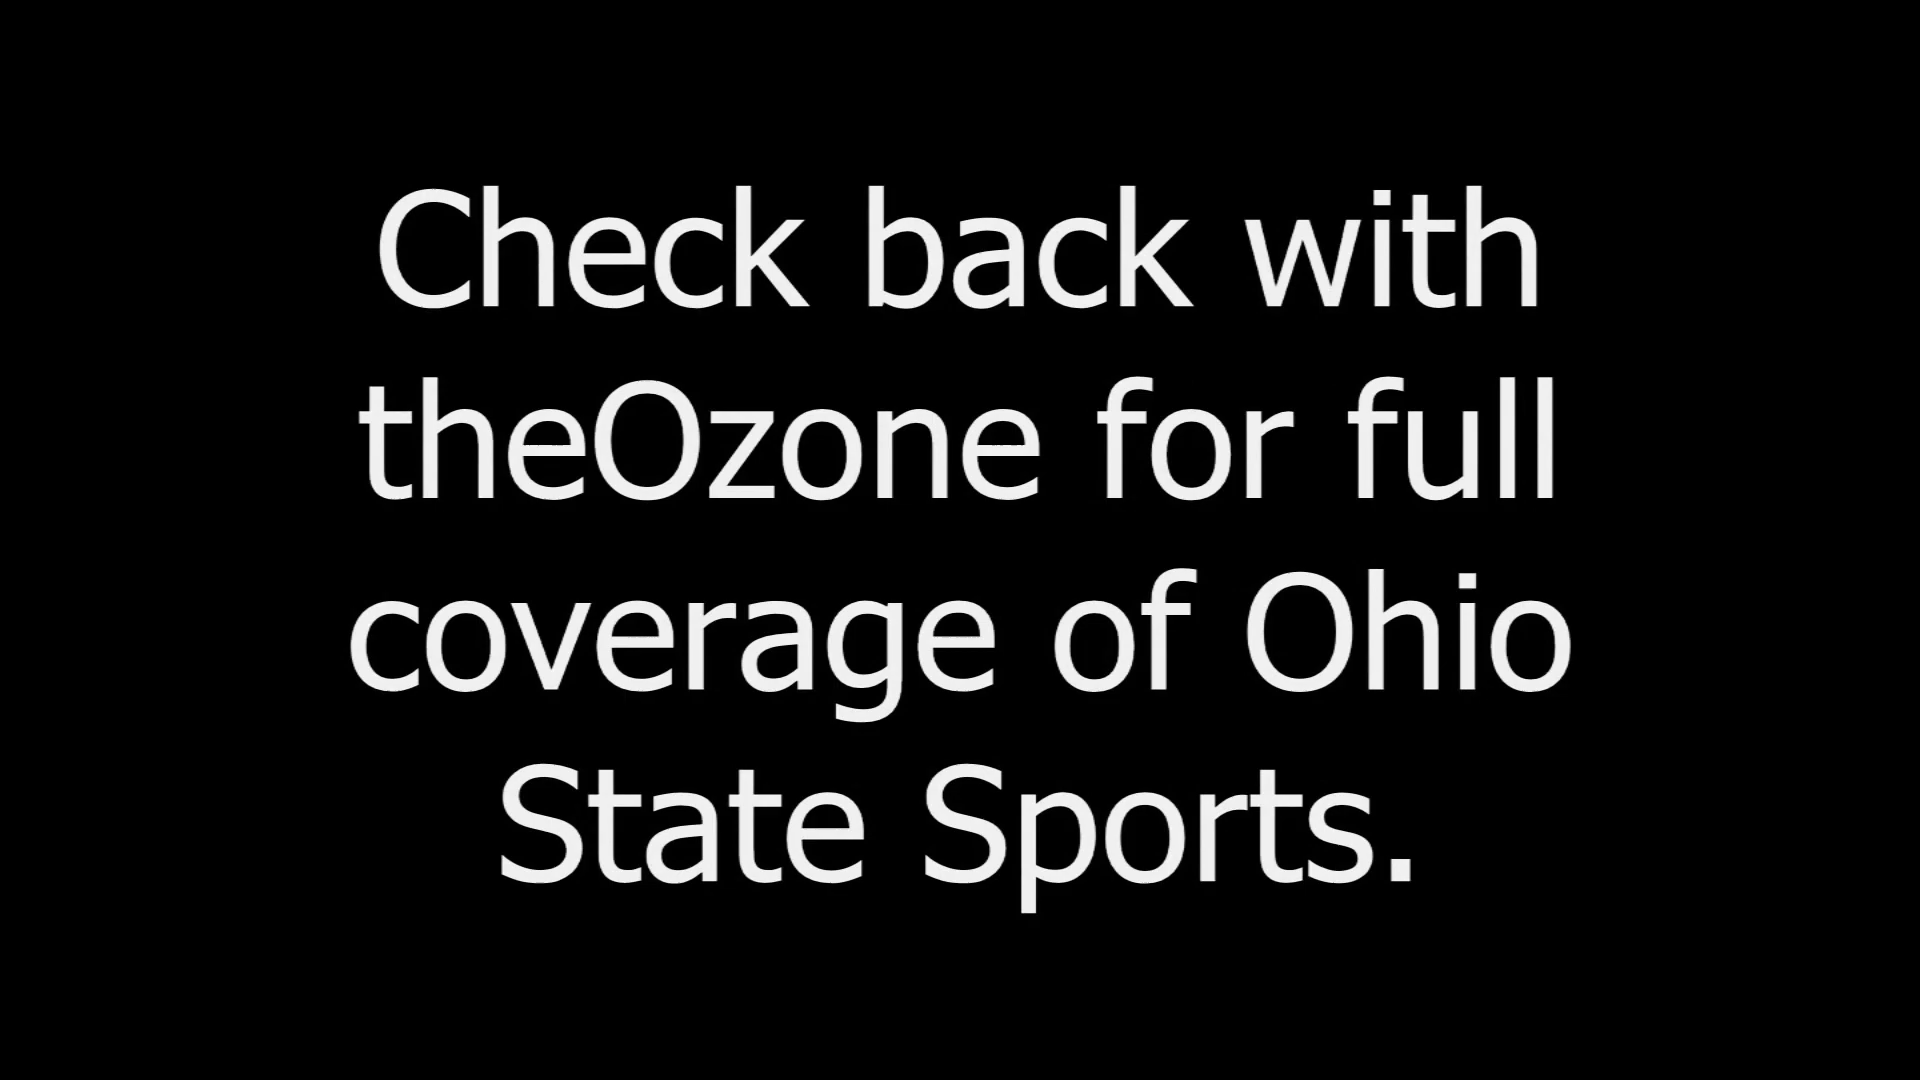 Check back with
theOzone for full
coverage of Ohio
State Sports.